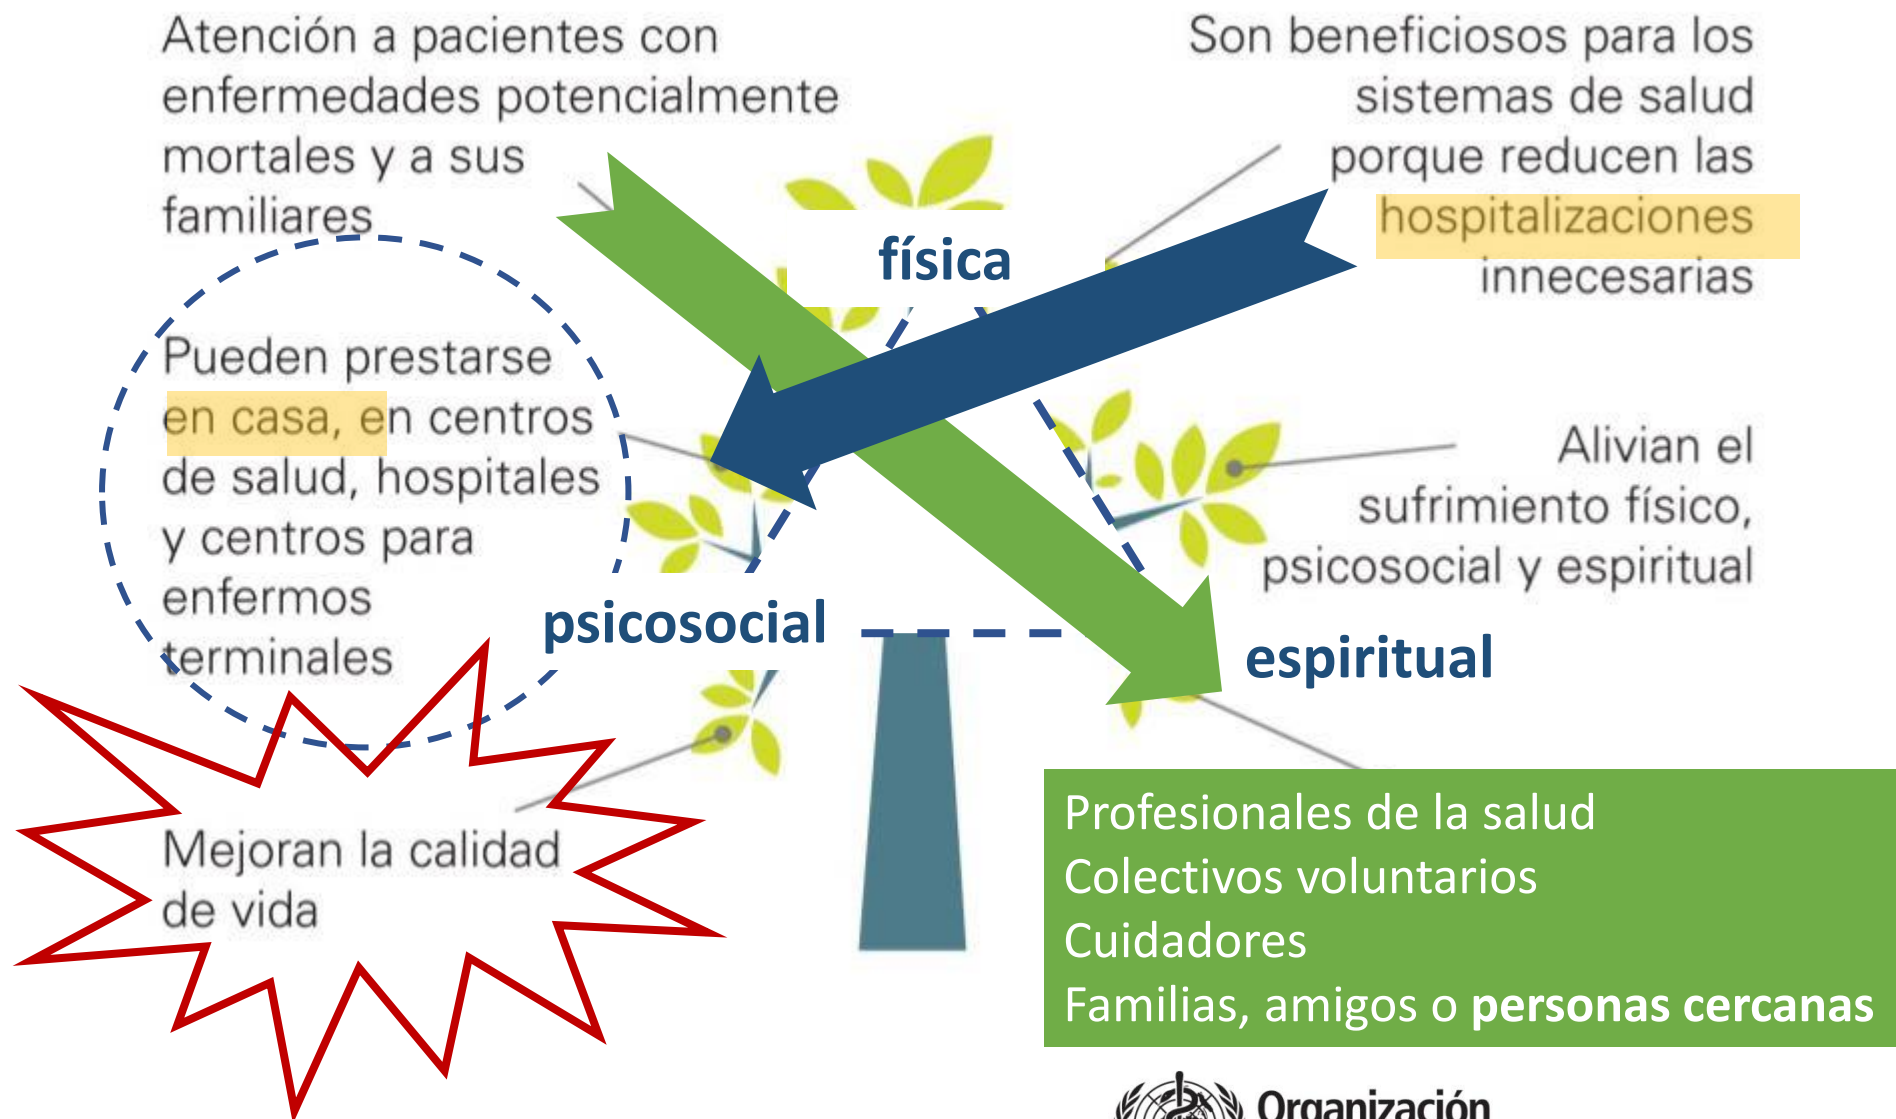 Atención a pacientes con
enfermedades potencialmente
mortales y a sus
familiares
Son beneficiosos para los
sistemas de salud
porque reducen las
hospitalizaciones
innecesarias
física
Pueden prestarse
en casa, en centros
de salud, hospitales
y centros para
enfermos
terminales
Alivian el
sufrimiento físico,
psicosocial y espiritual
psicosocial
espiritual
Mejoran la calidad
de vida
Profesionales de la salud
Colectivos voluntarios
Cuidadores
Familias, amigos o personas cercanas
Organización